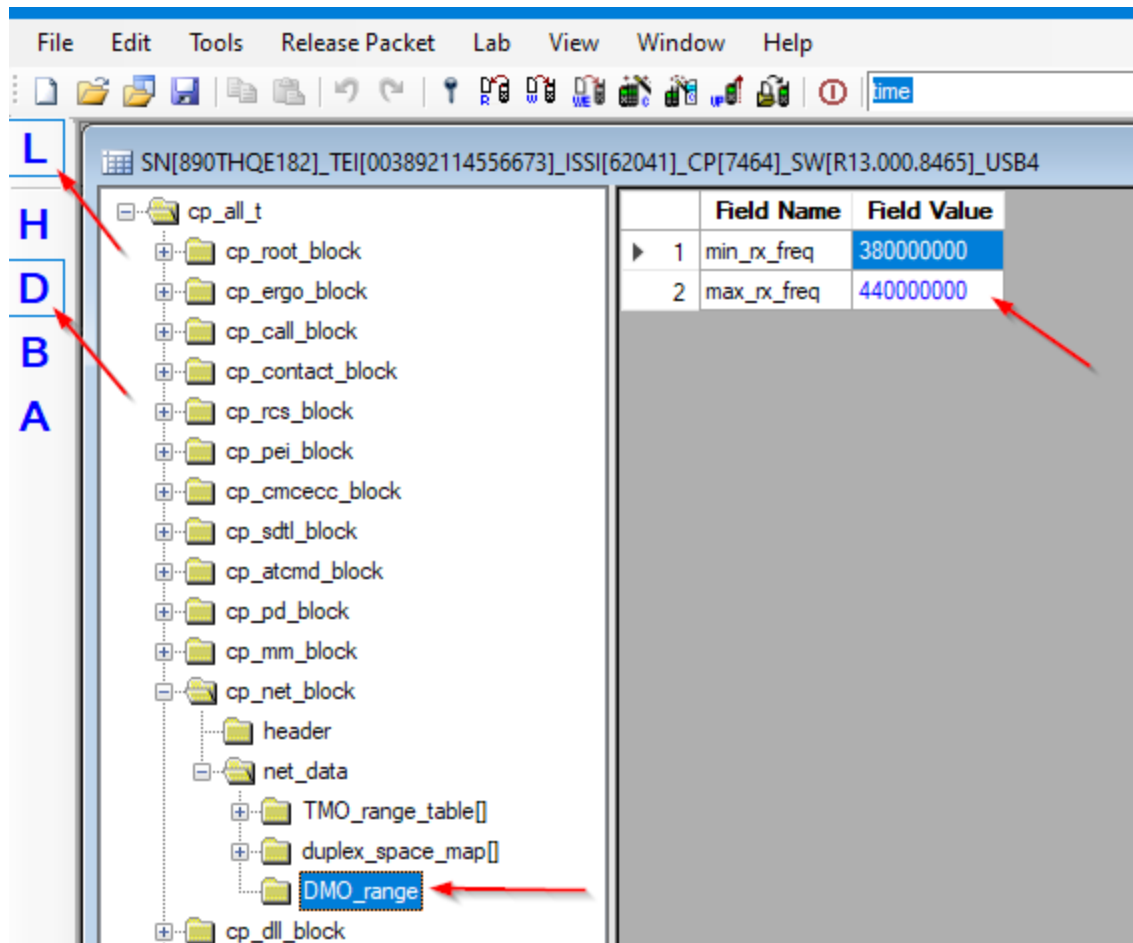 File Edit Tools Release Packet Lab View Window Help
R W WE C UP time
L
H
D
B
A
SN[890THQE182]_TEI[003892114556673]_ISSI[62041]_CP[7464]_SW[R13.000.8465]_USB4
cp_all_t
cp_root_block
cp_ergo_block
cp_call_block
cp_contact_block
cp_rcs_block
cp_pei_block
cp_cmcecc_block
cp_sdtl_block
cp_atcmd_block
cp_pd_block
cp_mm_block
cp_net_block
header
net_data
TMO_range_table[]
duplex_space_map[]
DMO_range
cp_dll_block
Field Name Field Value
1 min_rx_freq 380000000
2 max_rx_freq 440000000